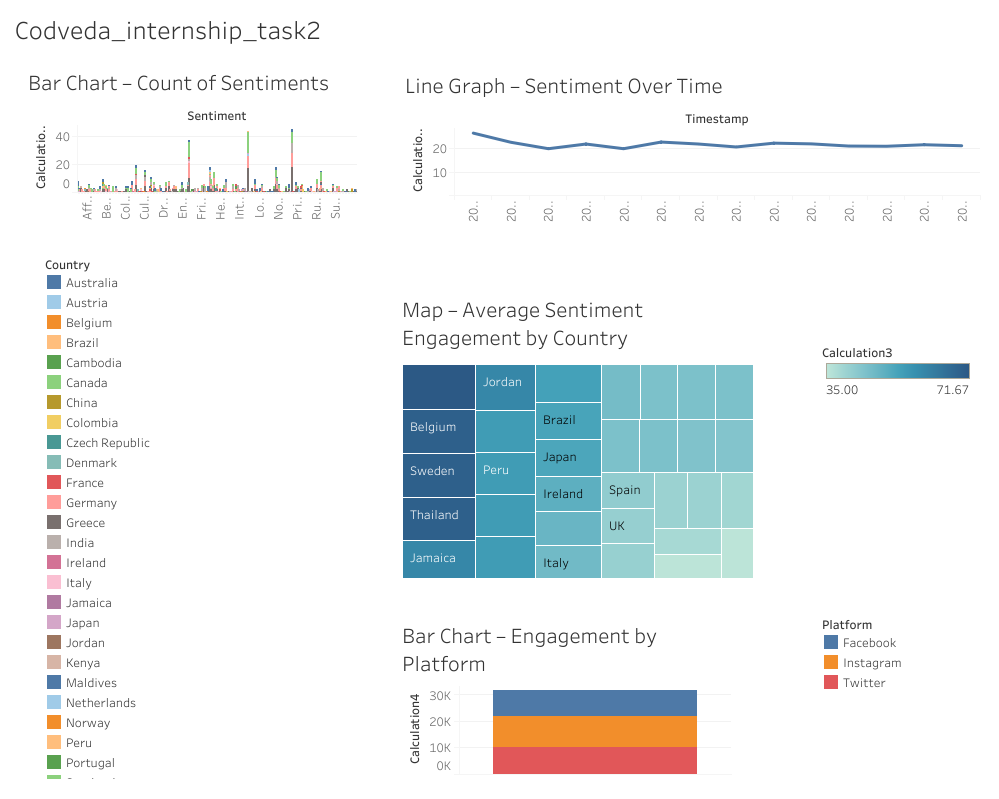 Codveda_internship_task2
Bar Chart – Count of Sentiments
Sentiment
Calculatio..
40
20
0
Aff..
Be..
Col..
Cul..
Dr..
En..
Fri..
He..
Int..
Lo..
No..
Pri..
Ru..
Su..
Line Graph – Sentiment Over Time
Timestamp
Calculatio..
20
10
20..
20..
20..
20..
20..
20..
20..
20..
20..
20..
20..
20..
20..
20..
Country
Australia
Austria
Belgium
Brazil
Cambodia
Canada
China
Colombia
Czech Republic
Denmark
France
Germany
Greece
India
Ireland
Italy
Jamaica
Japan
Jordan
Kenya
Maldives
Netherlands
Norway
Peru
Portugal
Map – Average Sentiment
Engagement by Country
Belgium
Sweden
Thailand
Jamaica
Jordan
Peru
Brazil
Japan
Ireland
Italy
Spain
UK
Calculation3
35.00 71.67
Bar Chart – Engagement by
Platform
Calculation4
30K
20K
10K
0K
Platform
Facebook
Instagram
Twitter